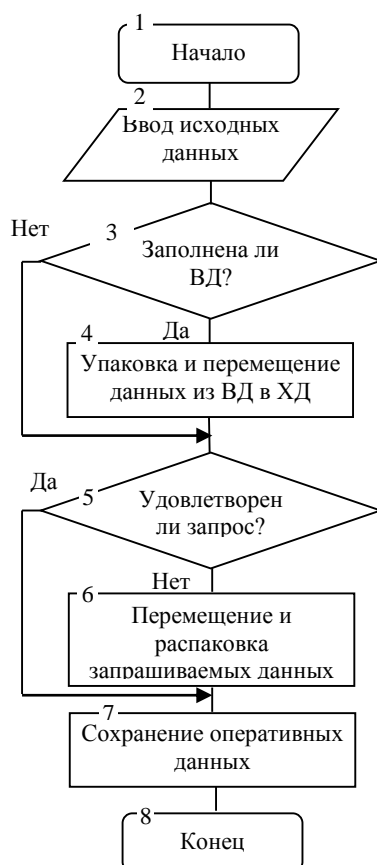 1
Начало
2
Ввод исходных
данных
Нет
3
Заполнена ли
ВД?
Да
4
Упаковка и перемещение
данных из ВД в ХД
Да
5
Удовлетворен
ли запрос?
Нет
6
Перемещение и
распаковка
запрашиваемых данных
7
Сохранение оперативных
данных
8
Конец